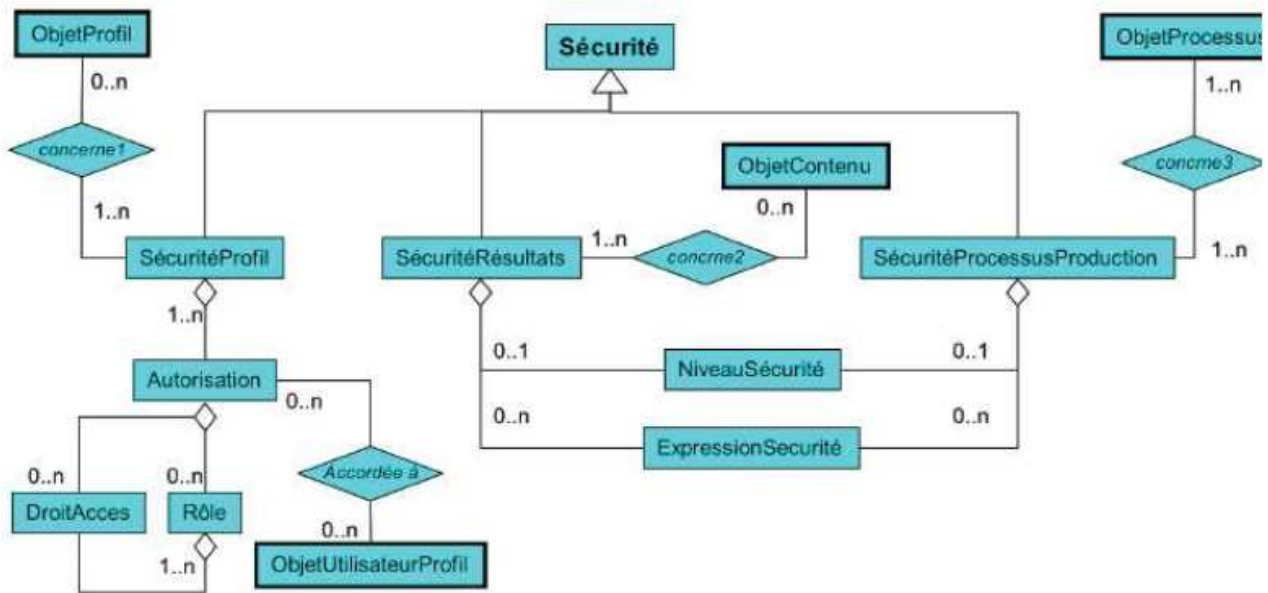 ObjetProfil
Sécurité
ObjetProcessus
0..n
1..n
concerne1
concrne3
ObjetContenu
0..n
1..n
1..n
SécuritéProfil
SécuritéRésultats
concrne2
SécuritéProcessusProduction
1..n
1..n
0..1
0..1
Autorisation
NiveauSécurité
0..n
0..n
0..n
ExpressionSecurité
0..n
0..n
Accordée à
DroitAcces
Rôle
0..n
1..n
ObjetUtilisateurProfil